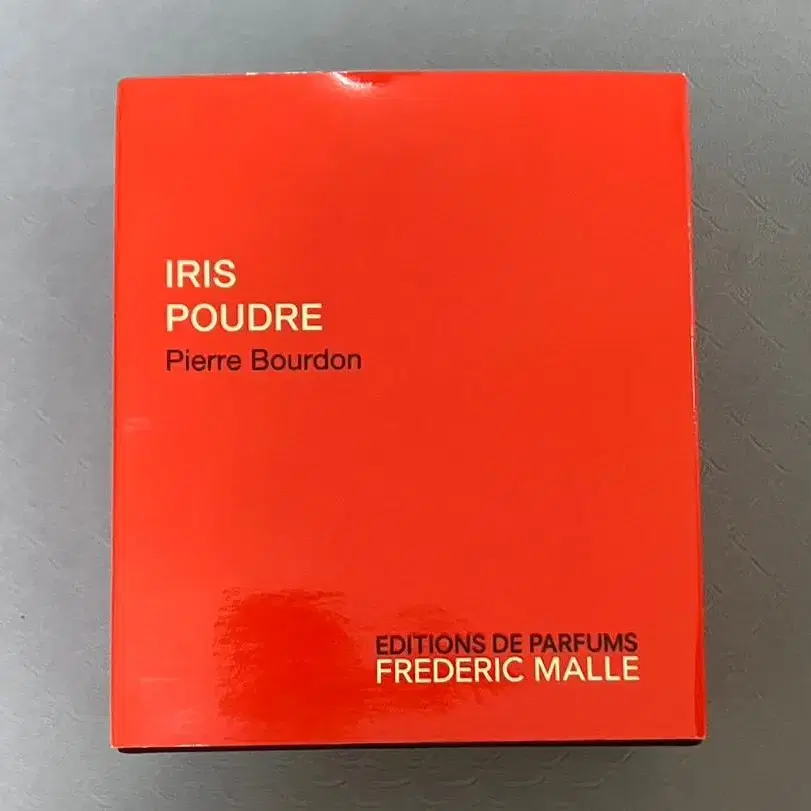 IRIS
POUDRE
Pierre Bourdon
EDITIONS DE PARFUMS
FREDERIC MALLE